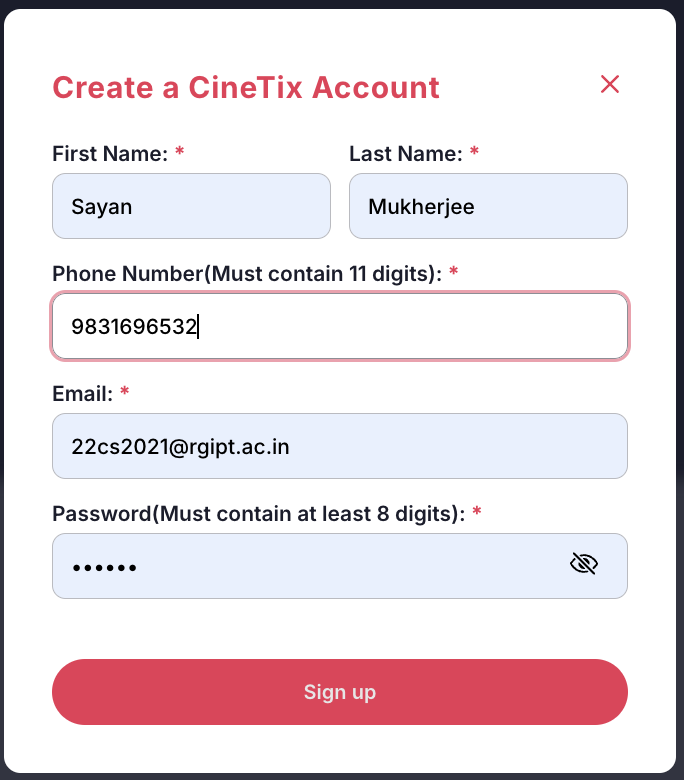 Create a CineTix Account
First Name: * Last Name: *
Sayan Mukherjee
Phone Number(Must contain 11 digits): *
9831696532
Email: *
22cs2021@rgipt.ac.in
Password(Must contain at least 8 digits): *
••••••
Sign up